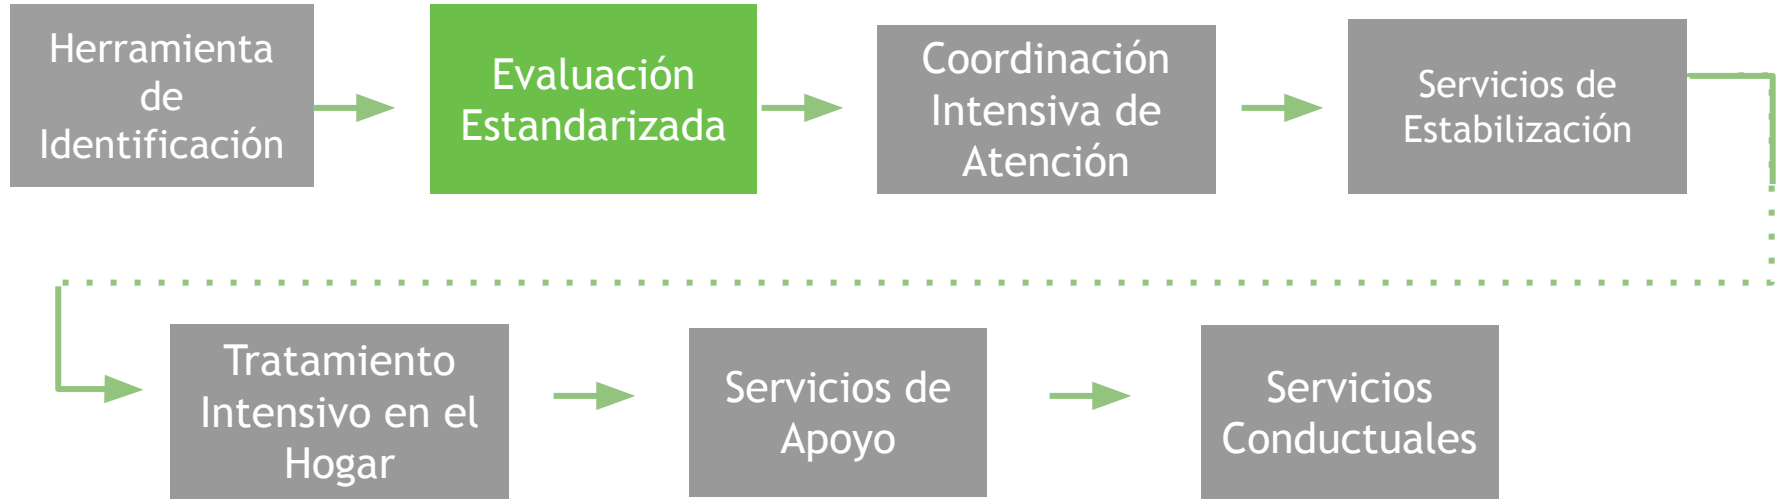 Herramienta
de
Identificación
Evaluación
Estandarizada
Coordinación
Intensiva de
Atención
Servicios de
Estabilización
Tratamiento
Intensivo en el
Hogar
Servicios de
Apoyo
Servicios
Conductuales